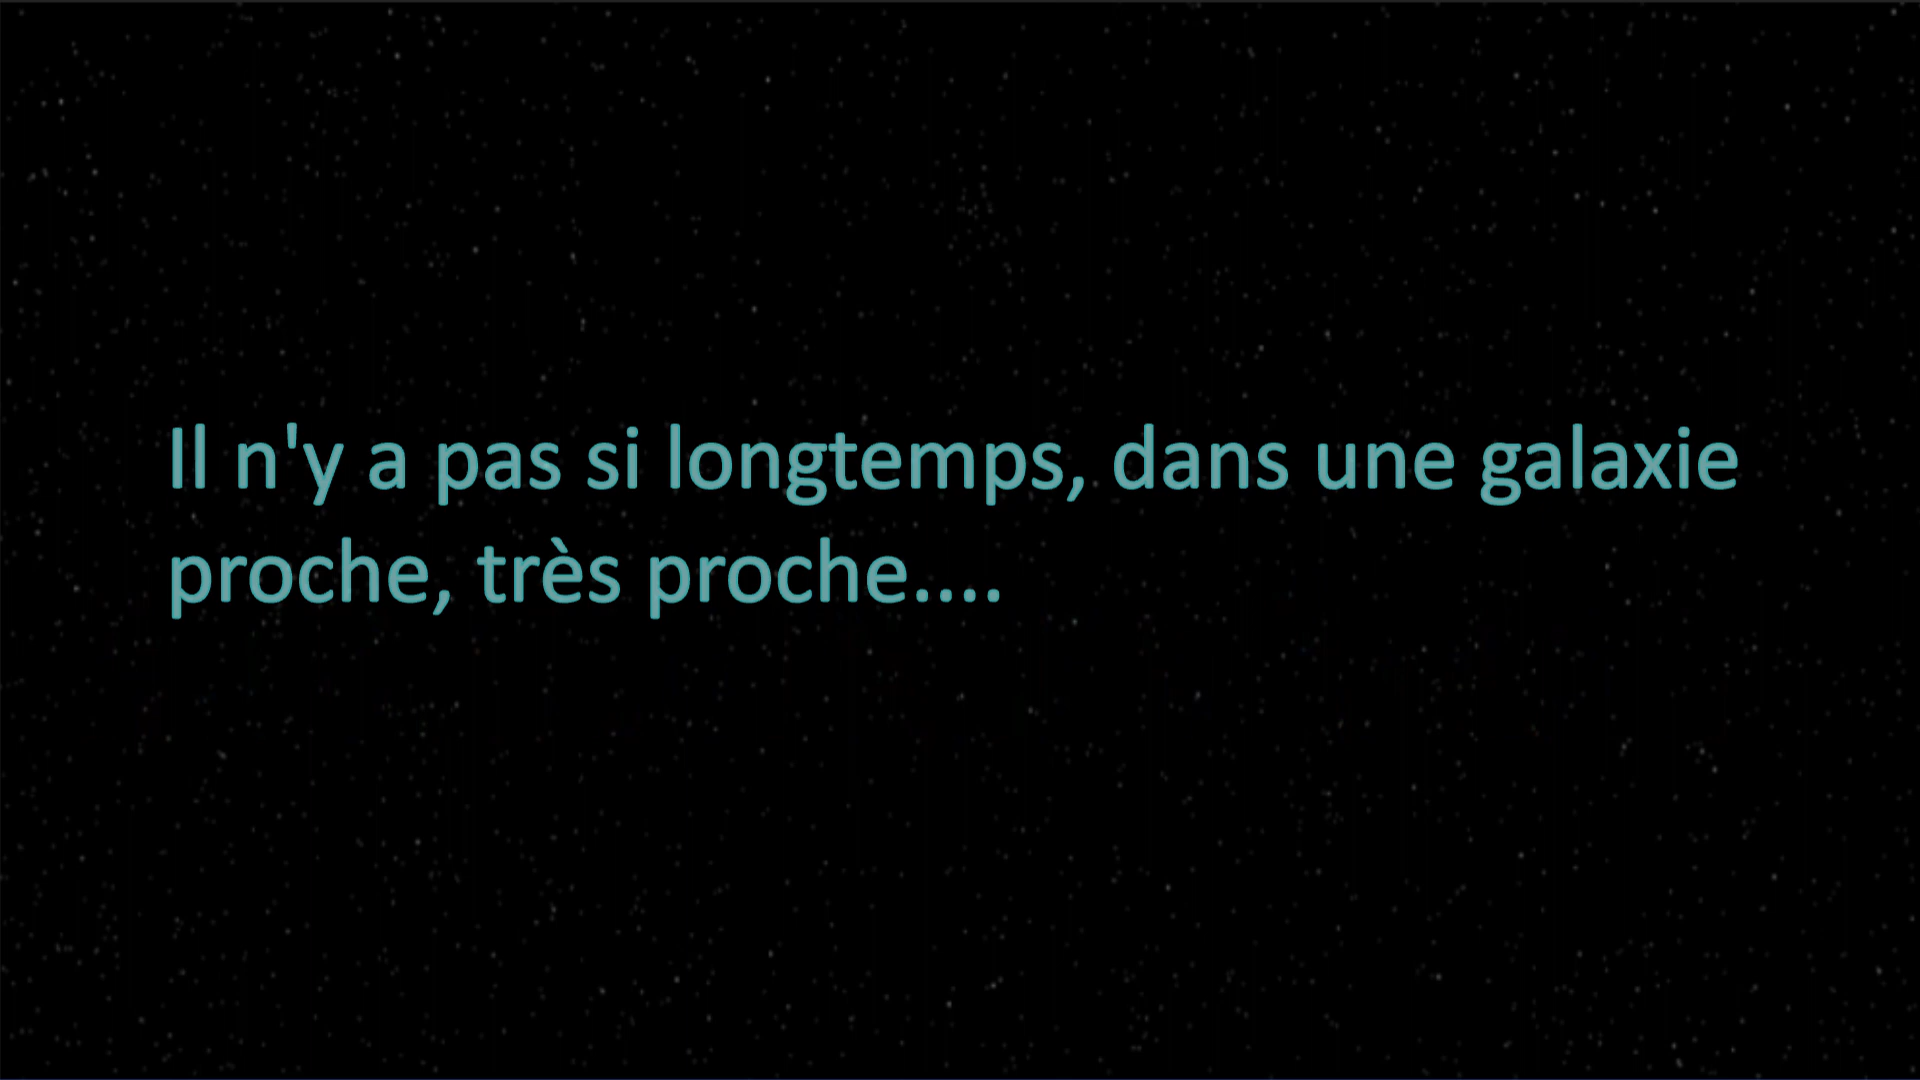 Il n'y a pas si longtemps, dans une galaxie
proche, très proche....